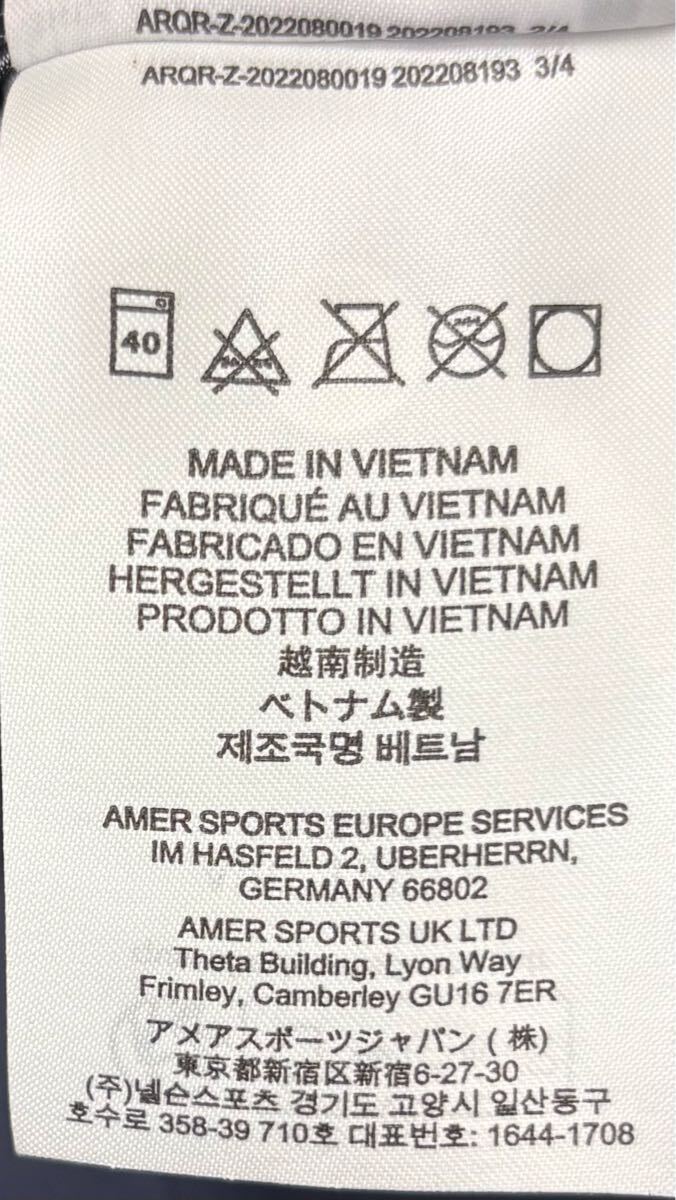 ARQR-Z-2022080019 202208193 3/4
ARQR-Z-2022080019 202208193 3/4
40
MADE IN VIETNAM
FABRIQUÉ AU VIETNAM
FABRICADO EN VIETNAM
HERGESTELLT IN VIETNAM
PRODOTTO IN VIETNAM
越南制造
ベトナム製
제조국명 베트남
AMER SPORTS EUROPE SERVICES
IM HASFELD 2, UBERHERRN,
GERMANY 66802
AMER SPORTS UK LTD
Theta Building, Lyon Way
Frimley, Camberley GU16 7ER
アメアスポーツジャパン ( 株)
東京都新宿区新宿6-27-30
(주)넬슨스포츠 경기도 고양시 일산동구
호수로 358-39 710호 대표번호: 1644-1708